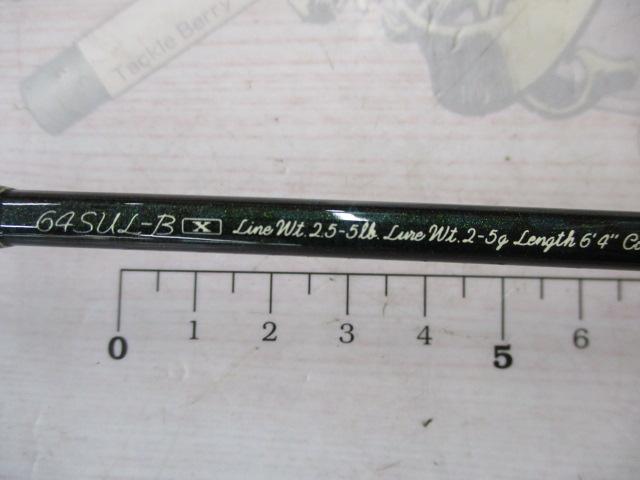 Tackle Berry
64SUL-B X Line Wt. 2.5-5lb. Lure Wt. 2-5g Length 6'4" Ca
0 1 2 3 4 5 6